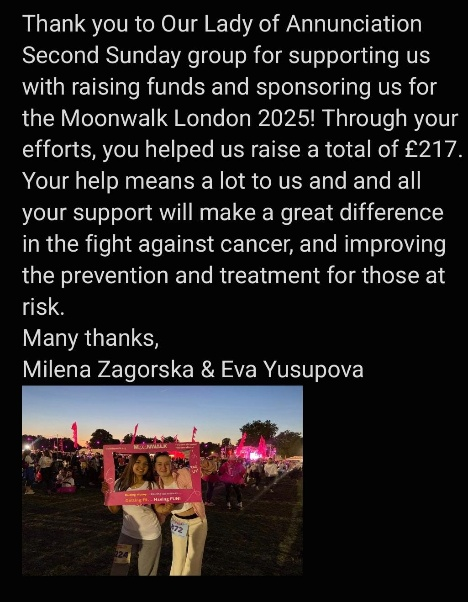 Thank you to Our Lady of Annunciation
Second Sunday group for supporting us
with raising funds and sponsoring us for
the Moonwalk London 2025! Through your
efforts, you helped us raise a total of £217.
Your help means a lot to us and and all
your support will make a great difference
in the fight against cancer, and improving
the prevention and treatment for those at
risk.
Many thanks,
Milena Zagorska & Eva Yusupova
Having FUN!